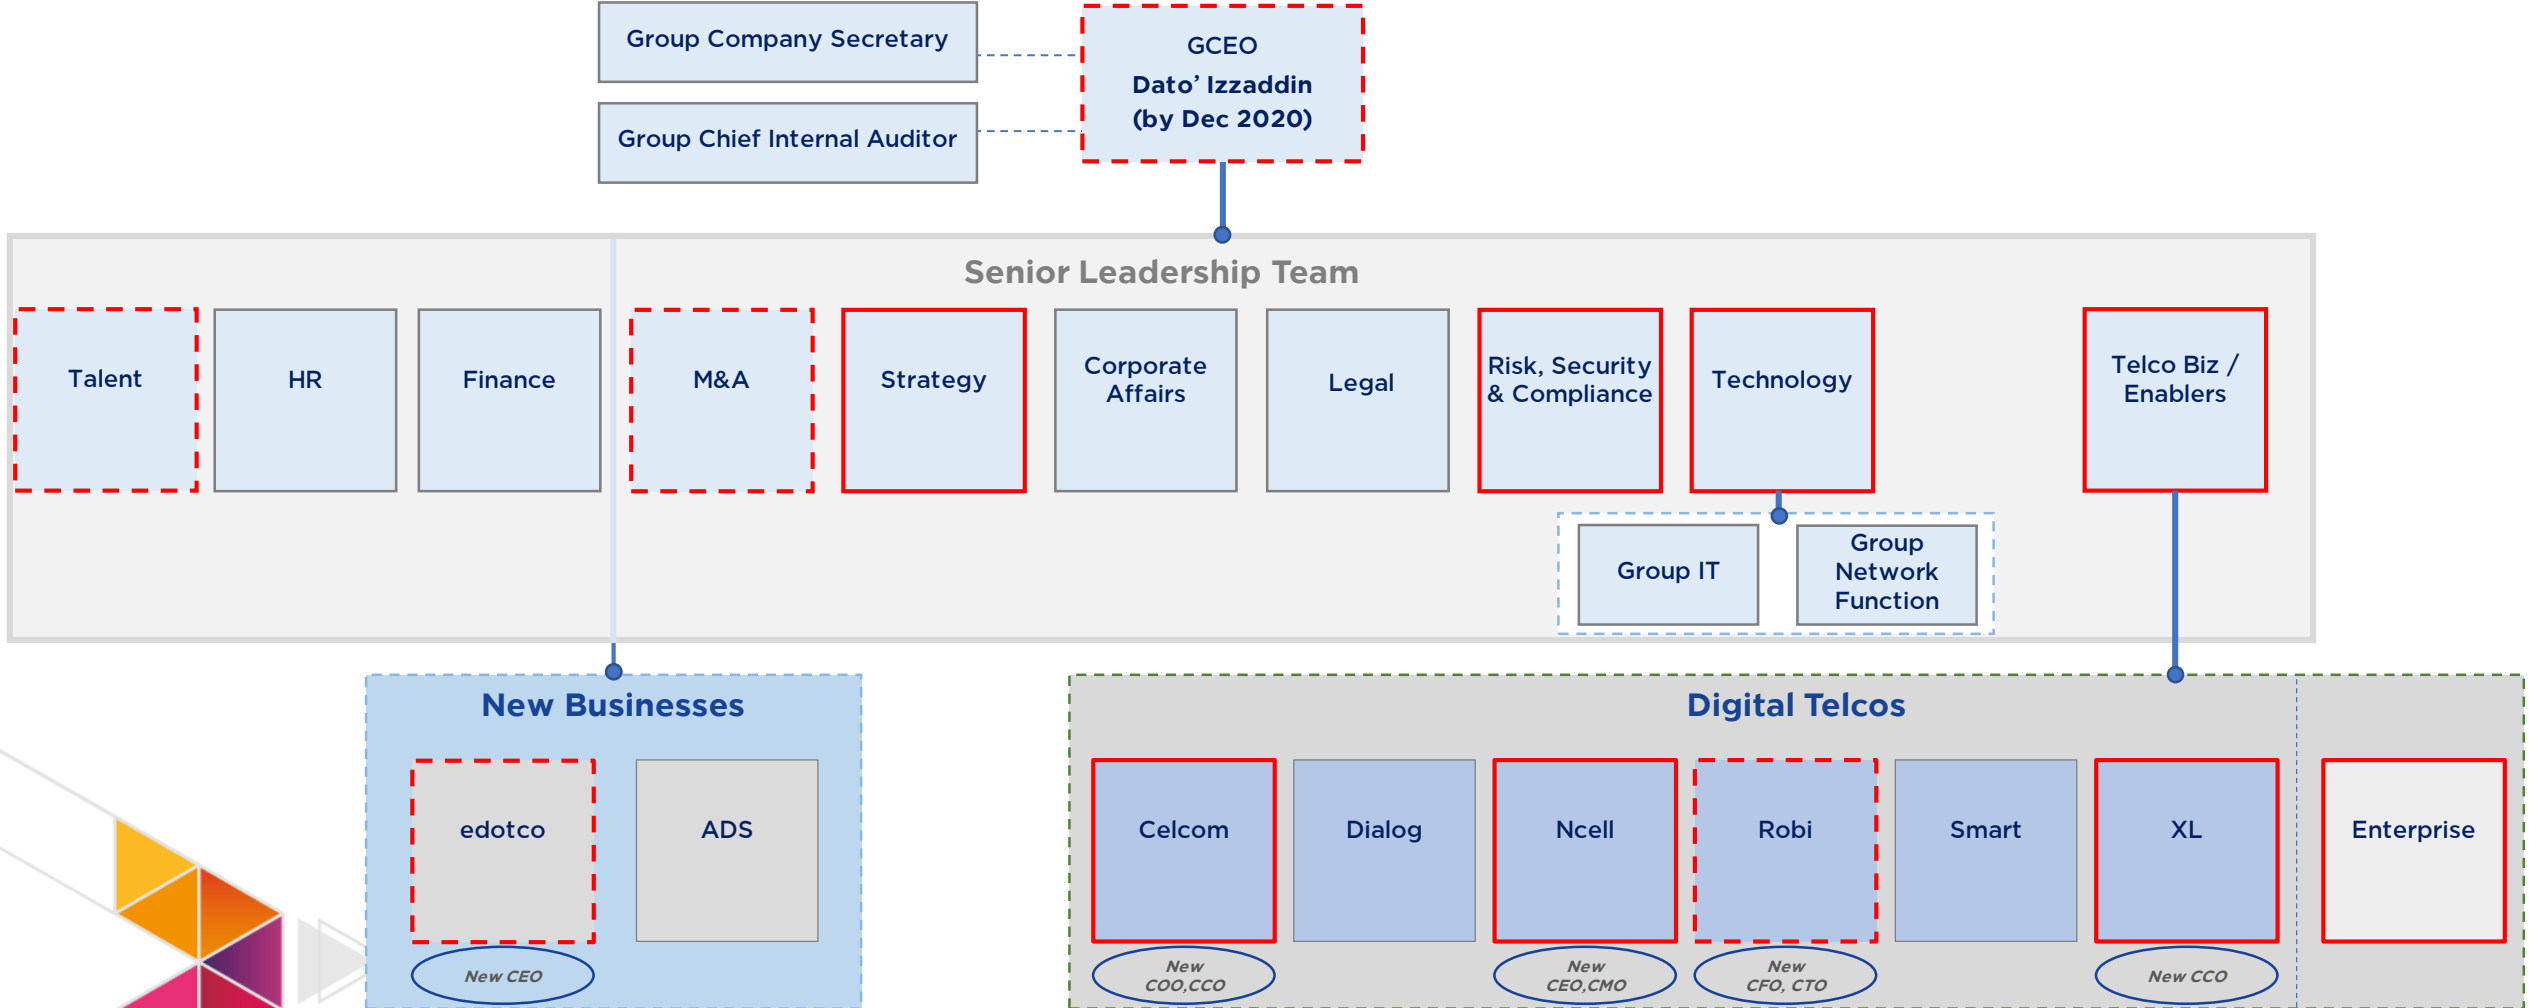 Group Company Secretary
Group Chief Internal Auditor
GCEO
Dato’ Izzaddin
(by Dec 2020)
Senior Leadership Team
Talent
HR
Finance
M&A
Strategy
Corporate
Affairs
Legal
Risk, Security
& Compliance
Technology
Telco Biz /
Enablers
Group IT
Group
Network
Function
New Businesses
edotco
ADS
New CEO
Digital Telcos
Celcom
Dialog
Ncell
Robi
Smart
XL
Enterprise
New
COO,CCO
New
CEO,CMO
New
CFO, CTO
New CCO